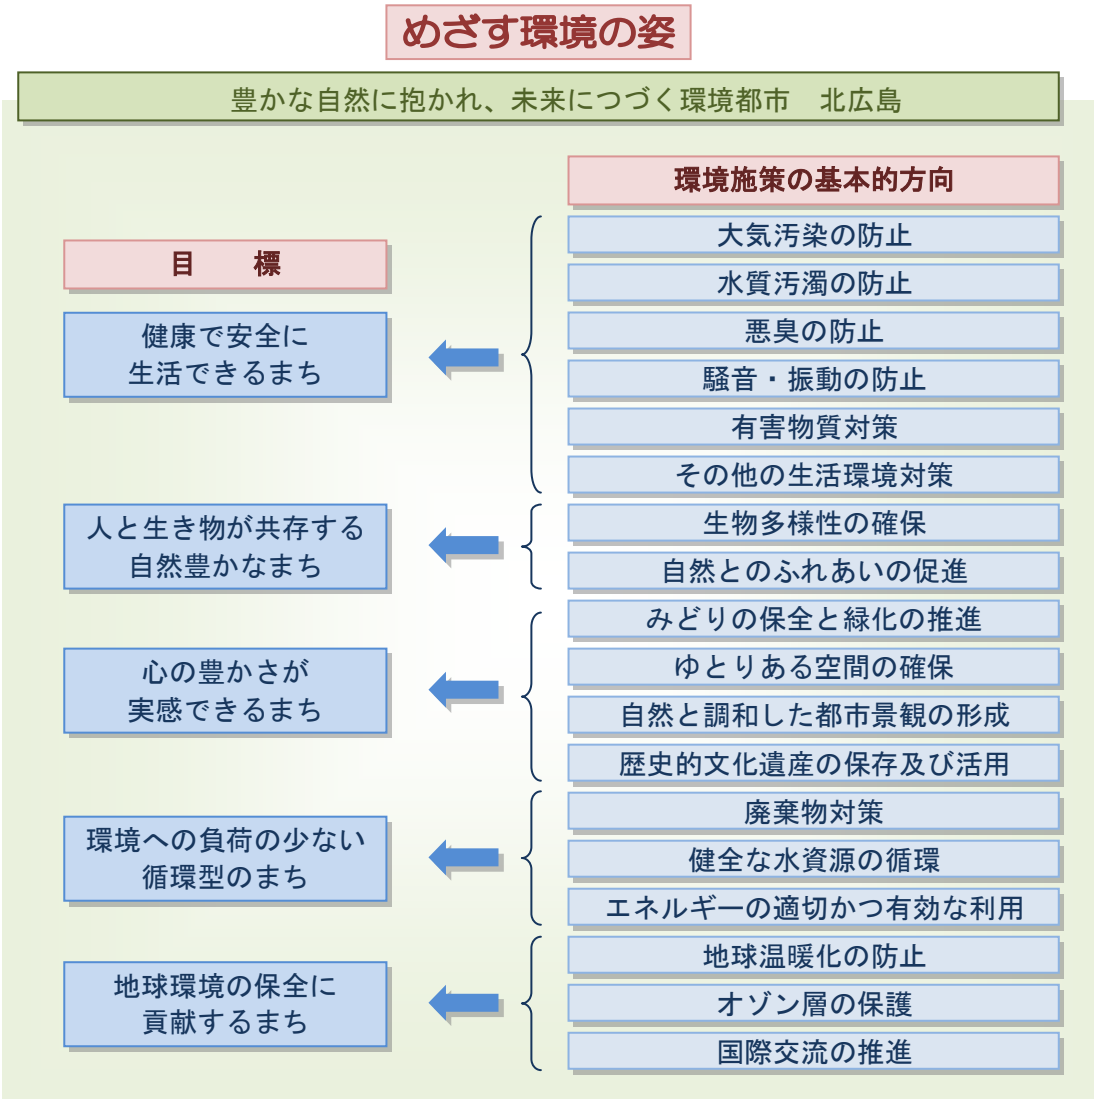 めざす環境の姿
豊かな自然に抱かれ、未来につづく環境都市　北広島
環境施策の基本的方向
目　　標
健康で安全に
生活できるまち
大気汚染の防止
水質汚濁の防止
悪臭の防止
騒音・振動の防止
有害物質対策
その他の生活環境対策
人と生き物が共存する
自然豊かなまち
生物多様性の確保
自然とのふれあいの促進
心の豊かさが
実感できるまち
みどりの保全と緑化の推進
ゆとりある空間の確保
自然と調和した都市景観の形成
歴史的文化遺産の保存及び活用
環境への負荷の少ない
循環型のまち
廃棄物対策
健全な水資源の循環
エネルギーの適切かつ有効な利用
地球環境の保全に
貢献するまち
地球温暖化の防止
オゾン層の保護
国際交流の推進